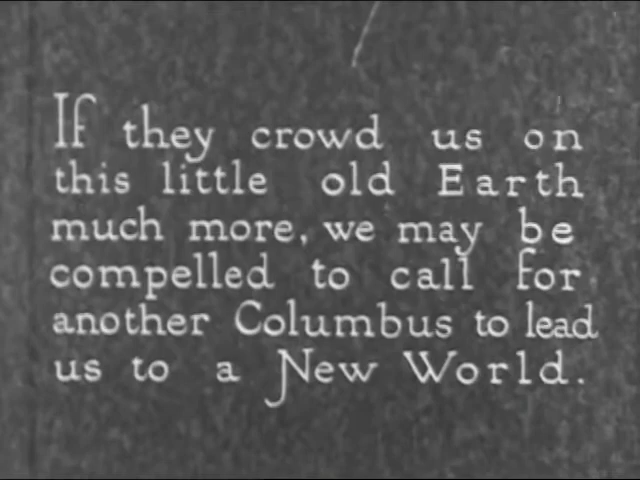 If they crowd us on
this little old Earth
much more, we may be
compelled to call for
another Columbus to lead
us to a New World.